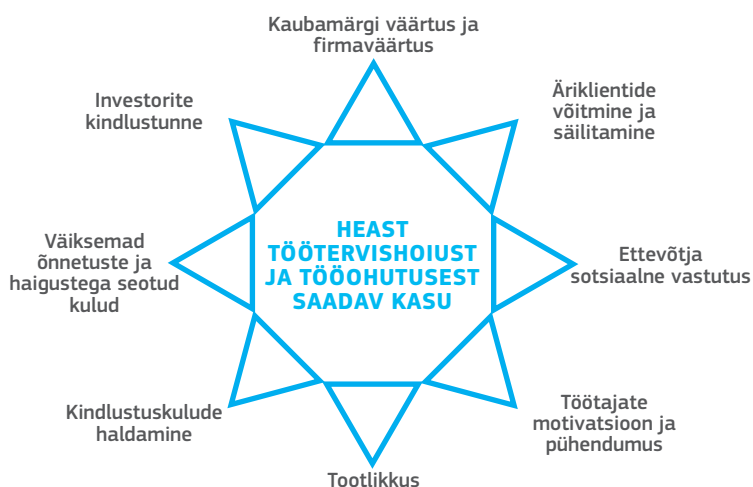 Kaubamärgi väärtus ja
firmaväärtus
Äriklientide
võitmine ja
säilitamine
Ettevõtja
sotsiaalne vastutus
Töötajate
motivatsioon ja
pühendumus
Tootlikkus
Kindlustuskulude
haldamine
Väiksemad
õnnetuste ja
haigustega seotud
kulud
Investorite
kindlustunne
HEAST
TÖÖTERVISHOIUST
JA TÖÖOHUTUSEST
SAADAV KASU